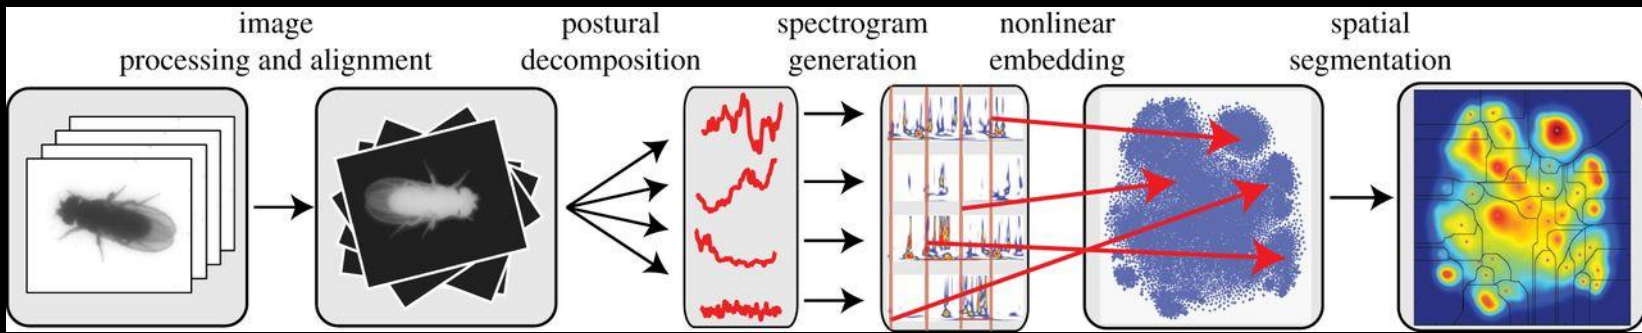 image
processing and alignment
postural
decomposition
spectrogram
generation
nonlinear
embedding
spatial
segmentation